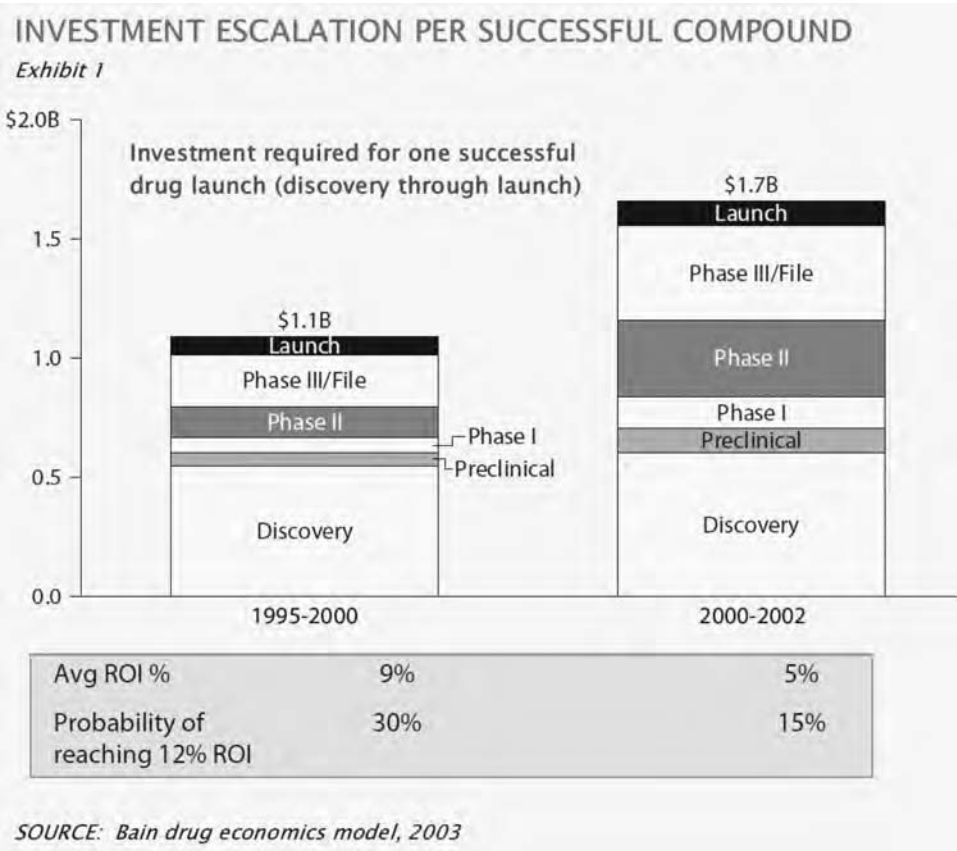 INVESTMENT ESCALATION PER SUCCESSFUL COMPOUND
Exhibit 1
$2.0B
Investment required for one successful
drug launch (discovery through launch)
$1.7B
Launch
1.5
Phase III/File
$1.1B
Launch
1.0
Phase II
Phase III/File
Phase II
Phase I
Phase I
Preclinical
Preclinical
0.5
Discovery
Discovery
0.0
1995-2000
2000-2002
Avg ROI % 9% 5%
Probability of 30% 15%
reaching 12% ROI
SOURCE: Bain drug economics model, 2003